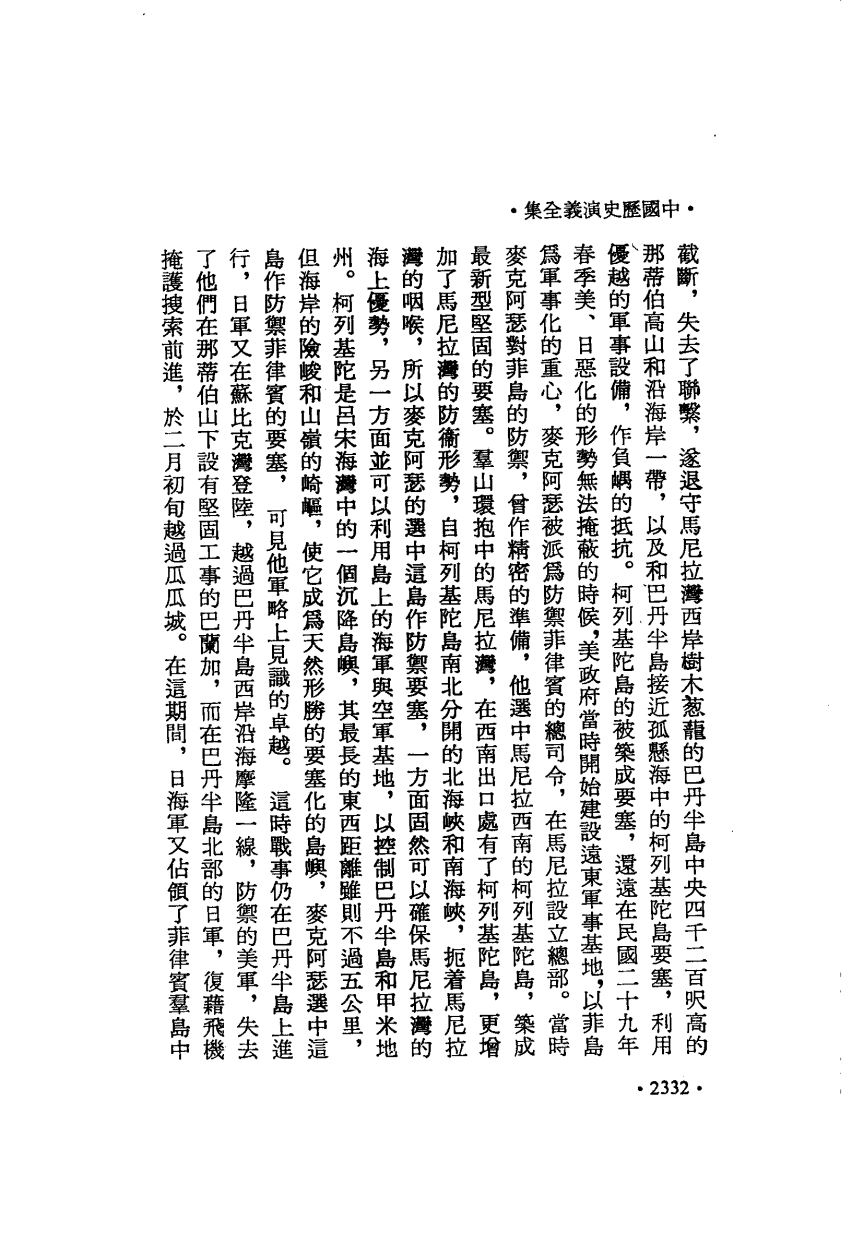 •中國歷史演義全集•
截斷，失去了聯繫，遂退守馬尼拉灣西岸樹木葱蘢的巴丹半島中央四千二百呎高的
那蒂伯高山和沿海岸一帶，以及和巴丹半島接近孤懸海中的柯列基陀島要塞，利用
優越的軍事設備，作負嵎的抵抗。柯列基陀島的被築成要塞，還遠在民國二十九年
春季美、日惡化的形勢無法掩蔽的時候，美政府當時開始建設遠東軍事基地，以菲島
爲軍事化的重心，麥克阿瑟被派爲防禦菲律賓的總司令，在馬尼拉設立總部。當時
麥克阿瑟對菲島的防禦，曾作精密的準備，他選中馬尼拉西南的柯列基陀島，築成
最新型堅固的要塞。羣山環抱中的馬尼拉灣，在西南出口處有了柯列基陀島，更增
加了馬尼拉灣的防衞形勢，自柯列基陀島南北分開的北海峽和南海峽，扼着馬尼拉
灣的咽喉，所以麥克阿瑟的選中這島作防禦要塞，一方面固然可以確保馬尼拉灣的
海上優勢，另一方面並可以利用島上的海軍與空軍基地，以控制巴丹半島和甲米地
州。柯列基陀是呂宋海灣中的一個沉降島嶼，其最長的東西距離雖則不過五公里，
但海岸的險峻和山嶺的崎嶇，使它成爲天然形勝的要塞化的島嶼，麥克阿瑟選中這
島作防禦菲律賓的要塞，可見他軍略上見識的卓越。這時戰事仍在巴丹半島上進
行，日軍又在蘇比克灣登陸，越過巴丹半島西岸沿海摩隆一線，防禦的美軍，失去
了他們在那蒂伯山下設有堅固工事的巴蘭加，而在巴丹半島北部的日軍，復藉飛機
掩護搜索前進，於二月初旬越過瓜瓜城。在這期間，日海軍又佔領了菲律賓羣島中
•2332•